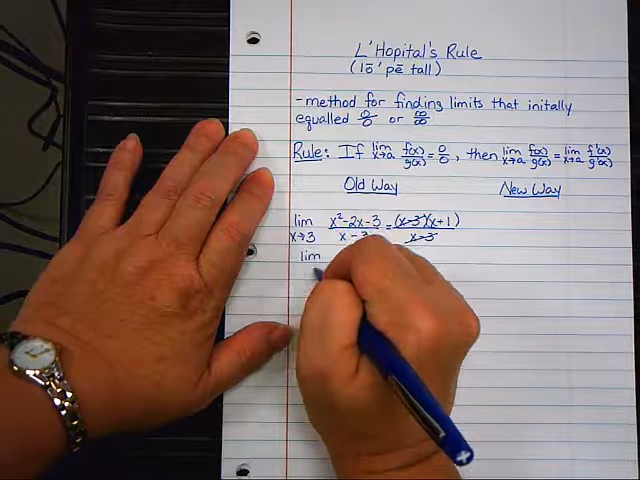 L'Hopital's Rule
(lō' pē tall)
- method for finding limits that initally
equalled 0/0 or ∞/∞
Rule: If lim x→a f(x)/g(x) = 0/0, then lim x→a f(x)/g(x) = lim x→a f'(x)/g'(x)
Old Way New Way
lim x→3 x²-2x-3/x-3 = (x-3)(x+1)/x-3
lim